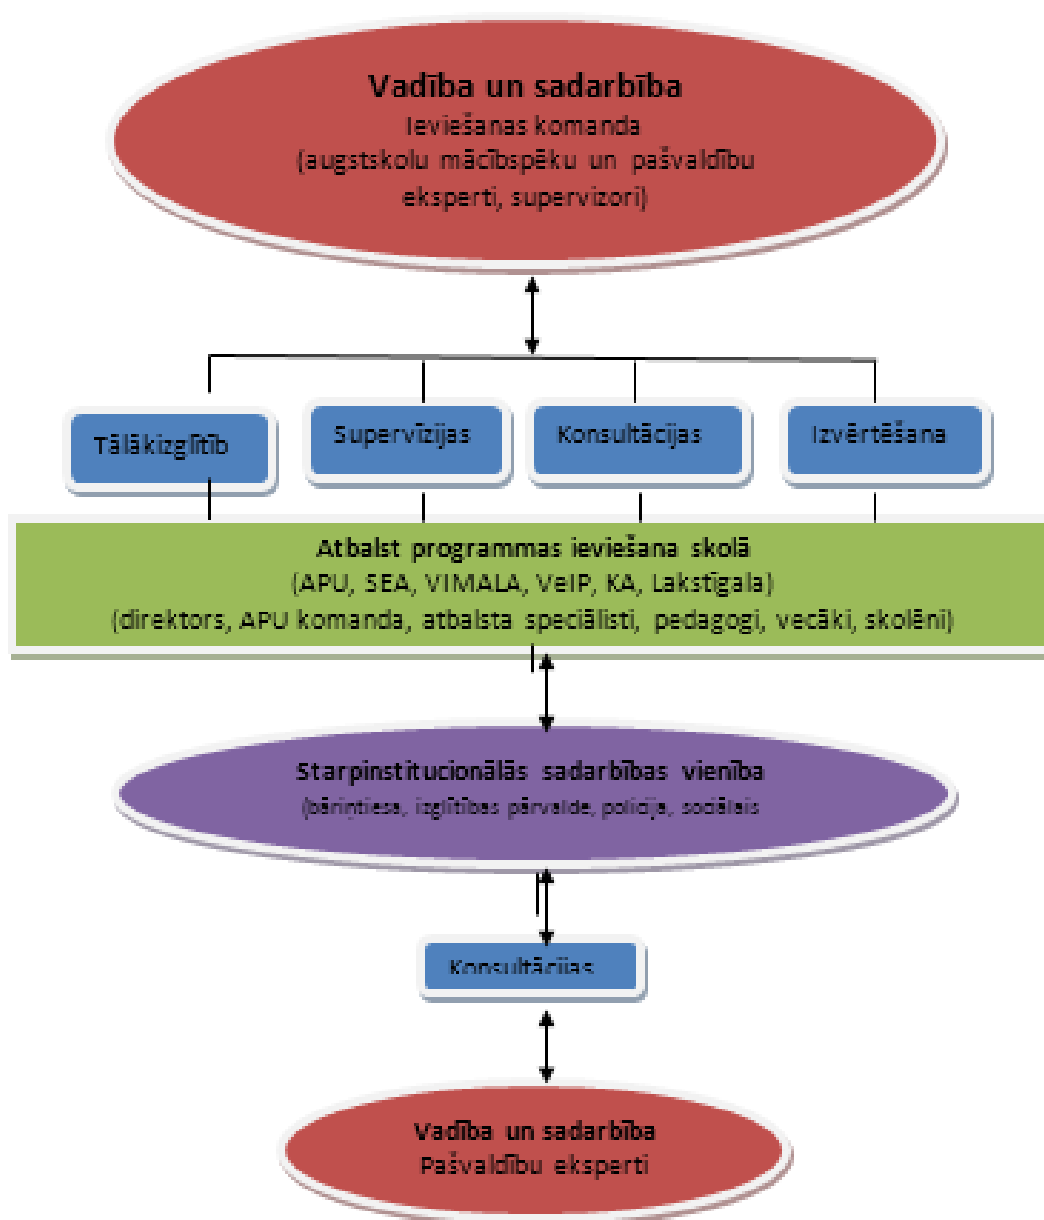 Vadība un sadarbība
Ieviešanas komanda
(augstskolu mācībspēku un pašvaldību
eksperti, supervizori)
Tālākizglītīb
Supervīzijas
Konsultācijas
Izvērtēšana
Atbalst programmas ieviešana skolā
(APU, SEA, VIMALA, VeIP, KA, Lakstīgala)
(direktors, APU komanda, atbalsta speciālisti, pedagogi, vecāki, skolēni)
Starpinstitucionālās sadarbības vienība
(bāriņtiesa, izglītības pārvalde, policija, sociālais
Konsultācijas
Vadība un sadarbība
Pašvaldību eksperti